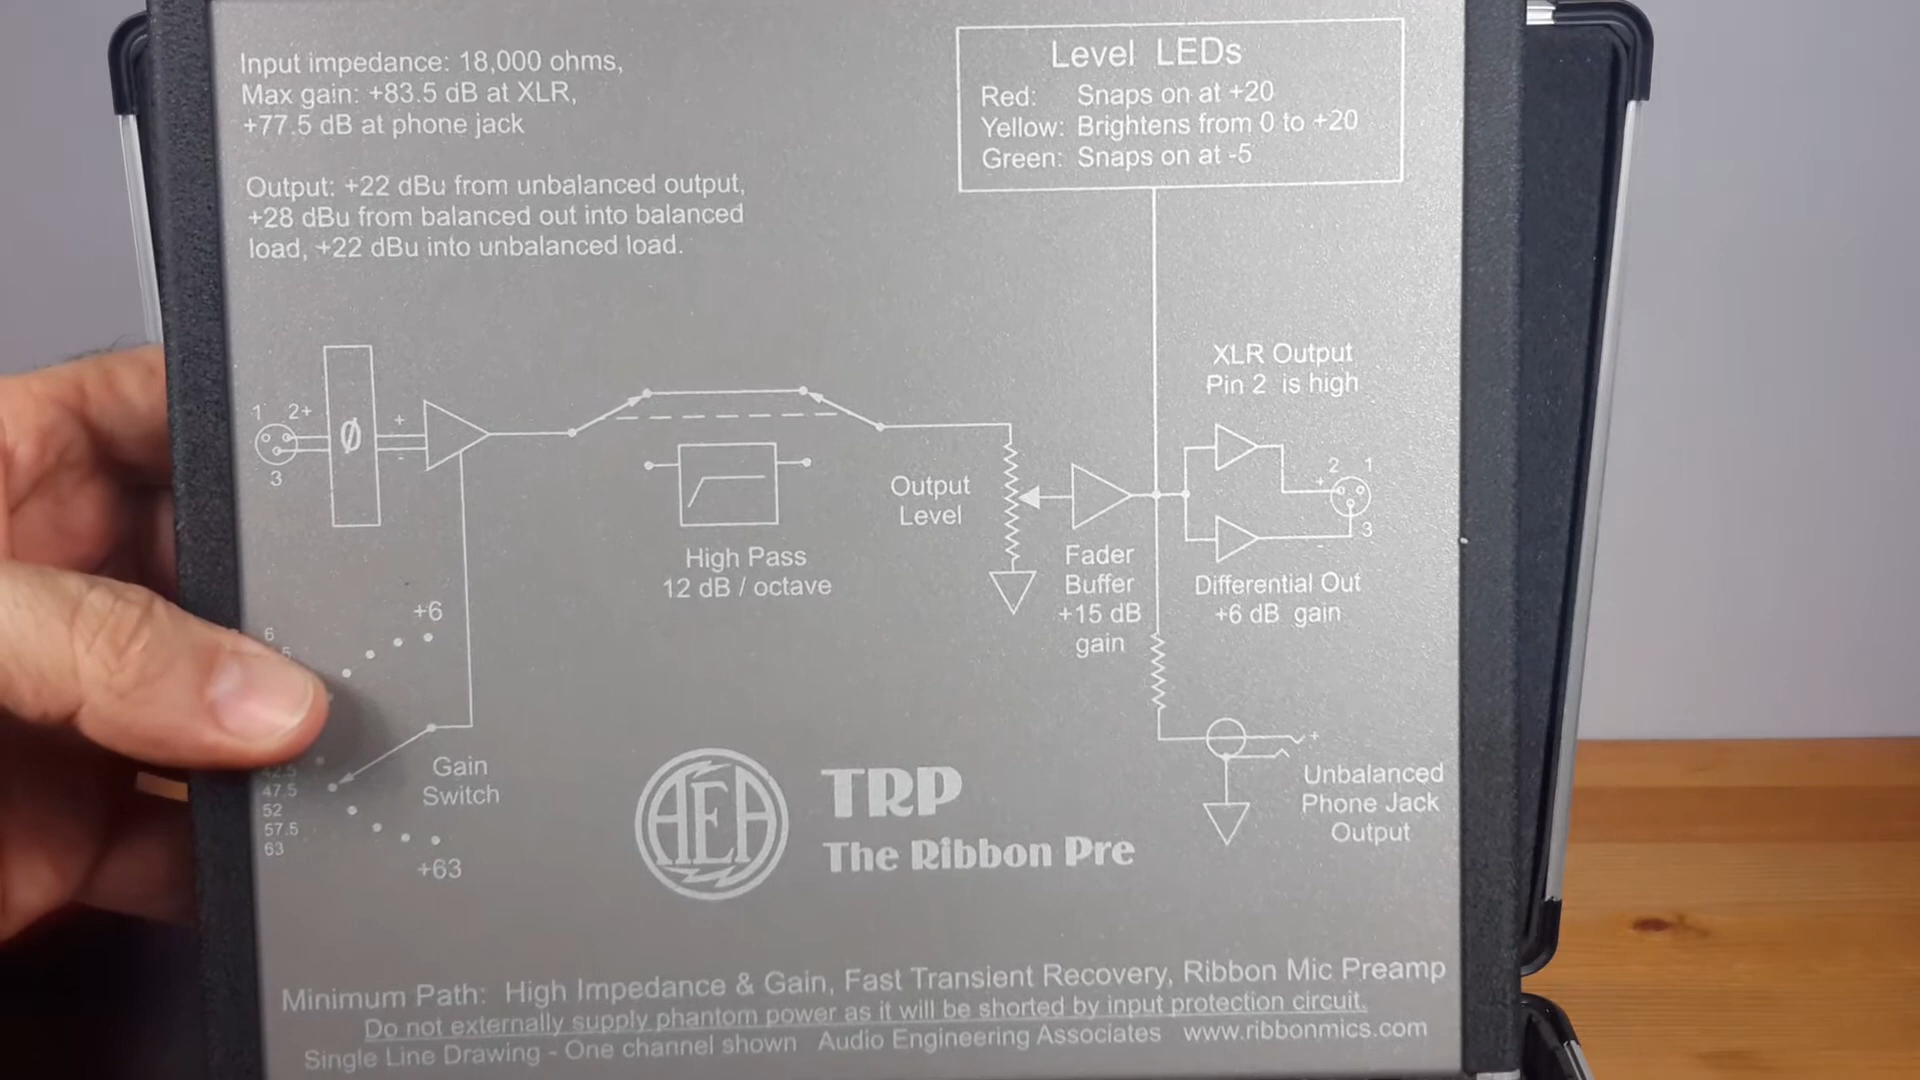 Input impedance: 18,000 ohms,
Max gain: +83.5 dB at XLR,
+77.5 dB at phone jack
Output: +22 dBu from unbalanced output,
+28 dBu from balanced out into balanced
load, +22 dBu into unbalanced load.
Level LEDs
Red: Snaps on at +20
Yellow: Brightens from 0 to +20
Green: Snaps on at -5
XLR Output
Pin 2 is high
1 2+
3
Ø
+
-
High Pass
12 dB / octave
Output
Level
Fader
Buffer
+15 dB
gain
2 1
+
3
-
Differential Out
+6 dB gain
+6
6
42.5
47.5
52
57.5
63
+63
Gain
Switch
+
Unbalanced
Phone Jack
Output
AEA
TRP
The Ribbon Pre
Minimum Path: High Impedance & Gain, Fast Transient Recovery, Ribbon Mic Preamp
Do not externally supply phantom power as it will be shorted by input protection circuit.
Single Line Drawing - One channel shown Audio Engineering Associates www.ribbonmics.com